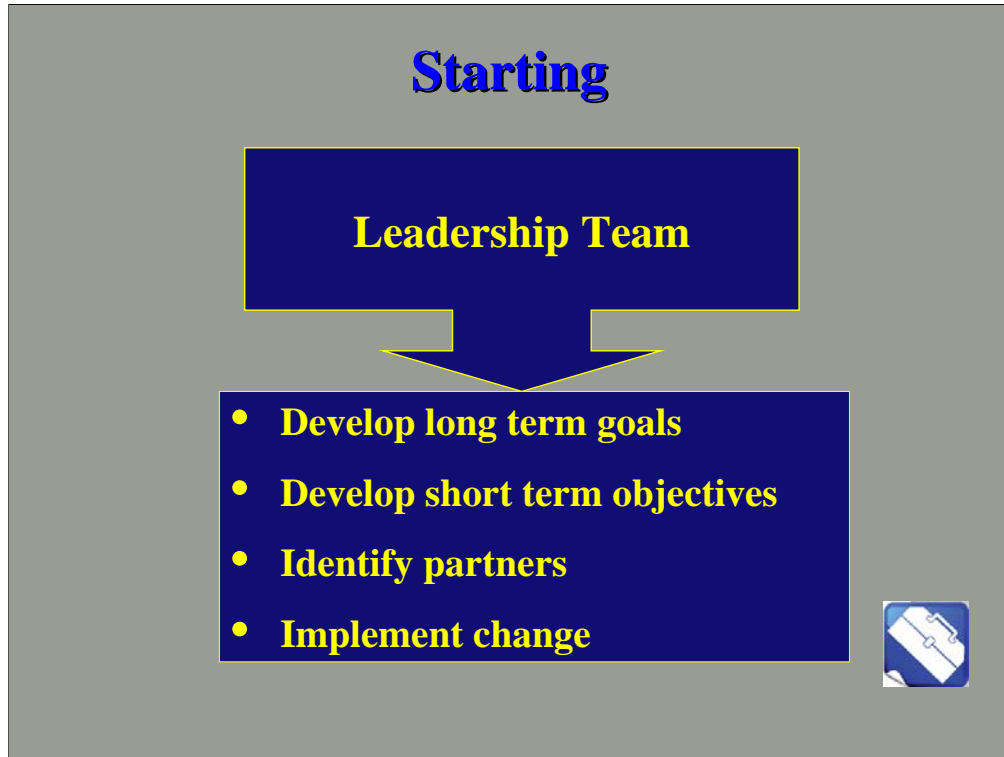 Starting
Leadership Team
• Develop long term goals
• Develop short term objectives
• Identify partners
• Implement change